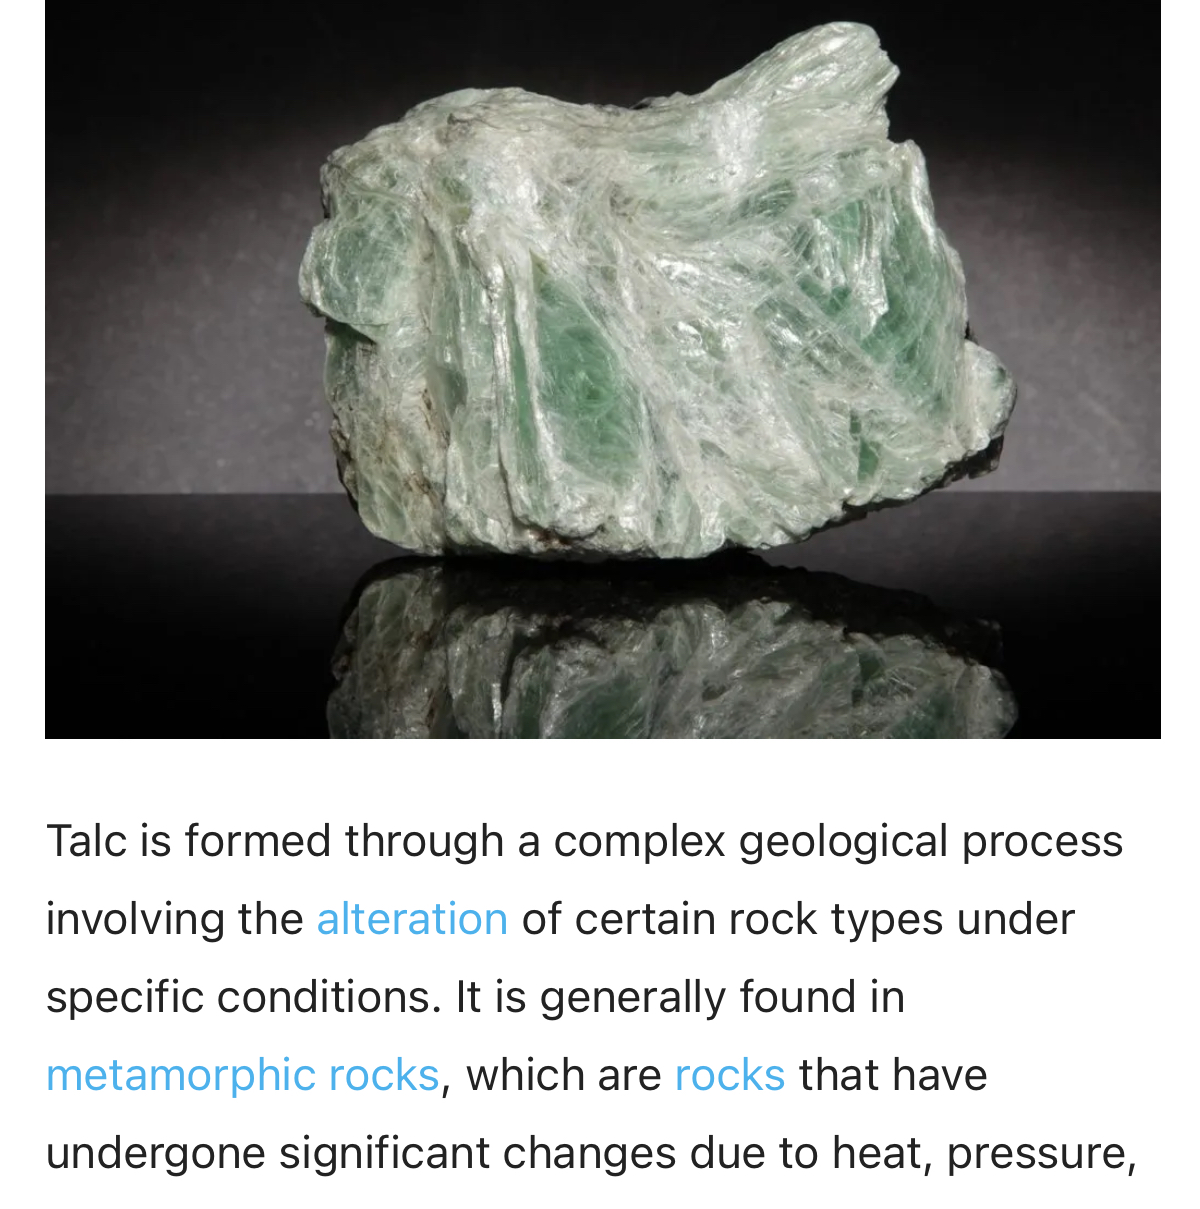 Talc is formed through a complex geological process
involving the alteration of certain rock types under
specific conditions. It is generally found in
metamorphic rocks, which are rocks that have
undergone significant changes due to heat, pressure,